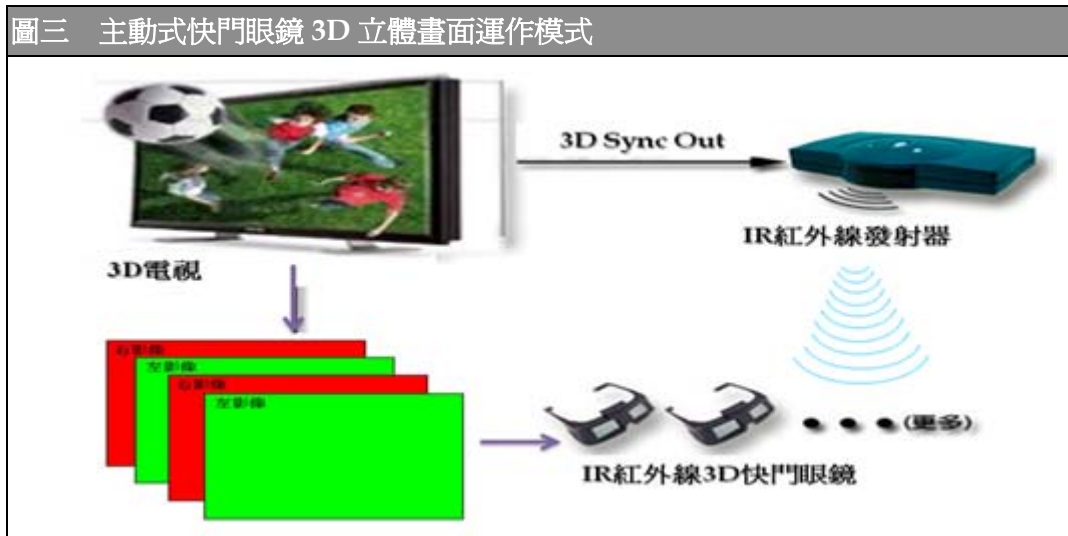 圖三 主動式快門眼鏡 3D 立體畫面運作模式
3D Sync Out
IR紅外線發射器
3D電視
右影像
左影像
右影像
左影像
(更多)
IR紅外線3D快門眼鏡